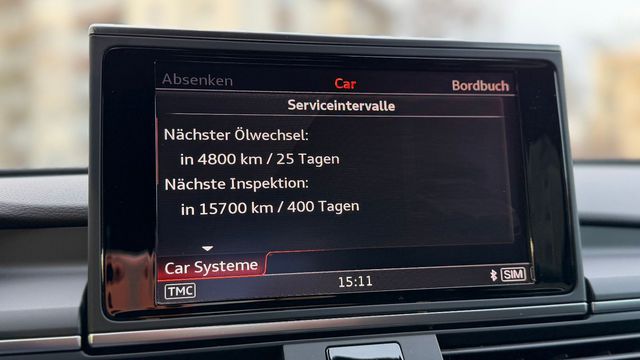 Absenken Car Bordbuch
Serviceintervalle
Nächster Ölwechsel:
in 4800 km / 25 Tagen
Nächste Inspektion:
in 15700 km / 400 Tagen
Car Systeme
TMC 15:11 SIM